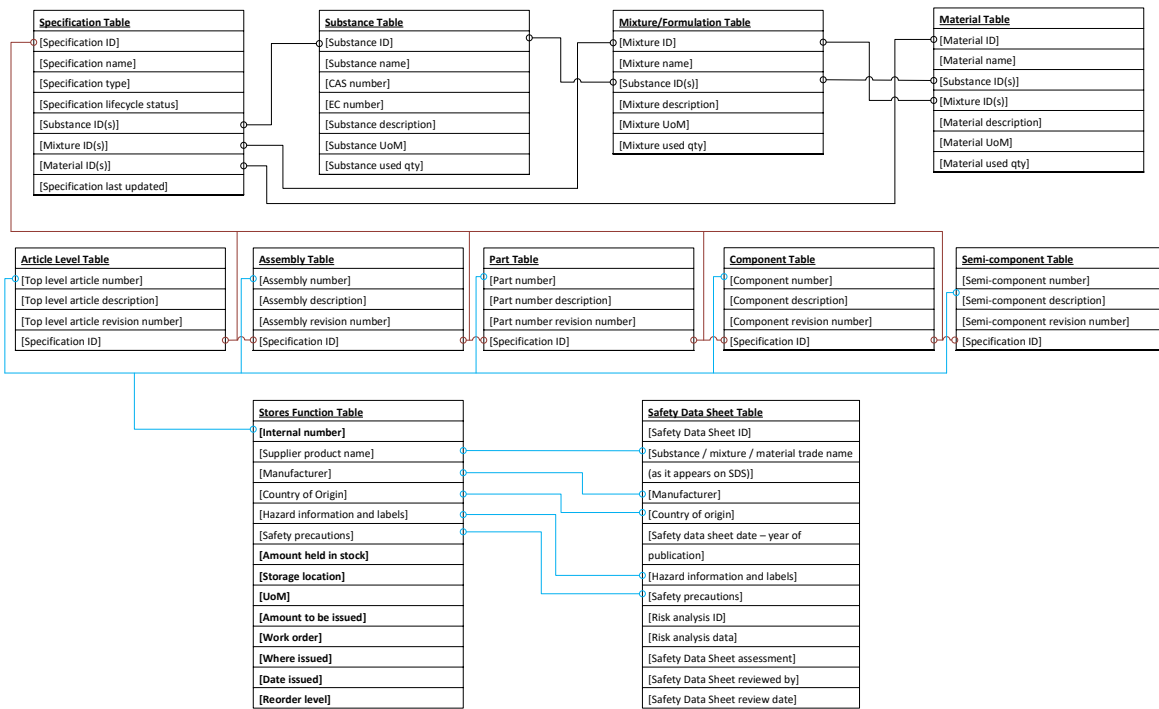 Specification Table
[Specification ID]
[Specification name]
[Specification type]
[Specification lifecycle status]
[Substance ID(s)]
[Mixture ID(s)]
[Material ID(s)]
[Specification last updated]
Substance Table
[Substance ID]
[Substance name]
[CAS number]
[EC number]
[Substance description]
[Substance UoM]
[Substance used qty]
Mixture/Formulation Table
[Mixture ID]
[Mixture name]
[Substance ID(s)]
[Mixture description]
[Mixture UoM]
[Mixture used qty]
Material Table
[Material ID]
[Material name]
[Substance ID(s)]
[Mixture ID(s)]
[Material description]
[Material UoM]
[Material used qty]
Article Level Table
[Top level article number]
[Top level article description]
[Top level article revision number]
[Specification ID]
Assembly Table
[Assembly number]
[Assembly description]
[Assembly revision number]
[Specification ID]
Part Table
[Part number]
[Part number description]
[Part number revision number]
[Specification ID]
Component Table
[Component number]
[Component description]
[Component revision number]
[Specification ID]
Semi-component Table
[Semi-component number]
[Semi-component description]
[Semi-component revision number]
[Specification ID]
Stores Function Table
[Internal number]
[Supplier product name]
[Manufacturer]
[Country of Origin]
[Hazard information and labels]
[Safety precautions]
[Amount held in stock]
[Storage location]
[UoM]
[Amount to be issued]
[Work order]
[Where issued]
[Date issued]
[Reorder level]
Safety Data Sheet Table
[Safety Data Sheet ID]
[Substance / mixture / material trade name
(as it appears on SDS)]
[Manufacturer]
[Country of origin]
[Safety data sheet date – year of
publication]
[Hazard information and labels]
[Safety precautions]
[Risk analysis ID]
[Risk analysis data]
[Safety Data Sheet assessment]
[Safety Data Sheet reviewed by]
[Safety Data Sheet review date]